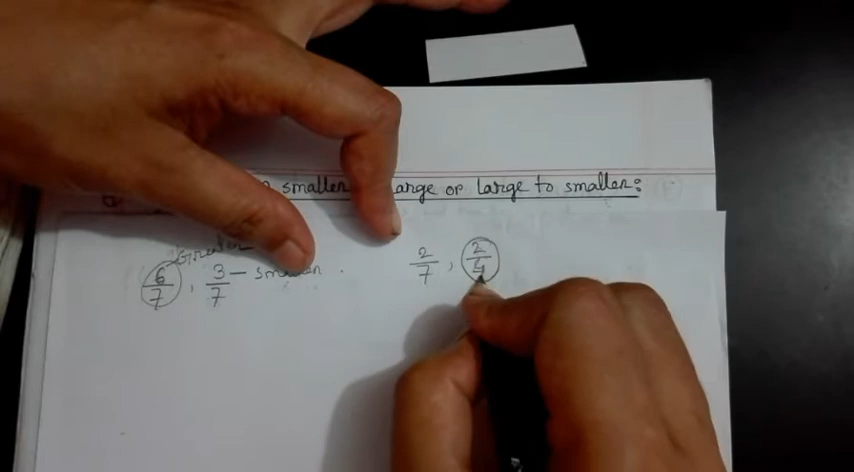 smaller large or large to smaller:
Greater
6/7, 3/7 — smaller . 2/7, 2/4